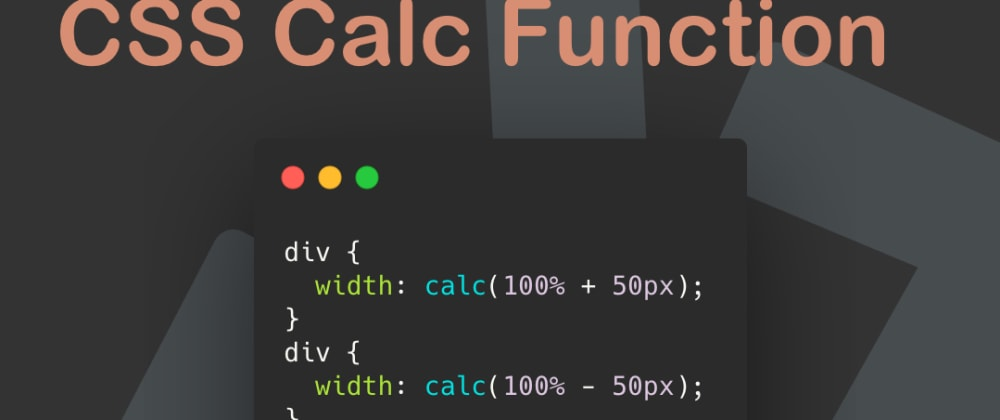 CSS Calc Function
div {
  width: calc(100% + 50px);
}
div {
  width: calc(100% - 50px);
}